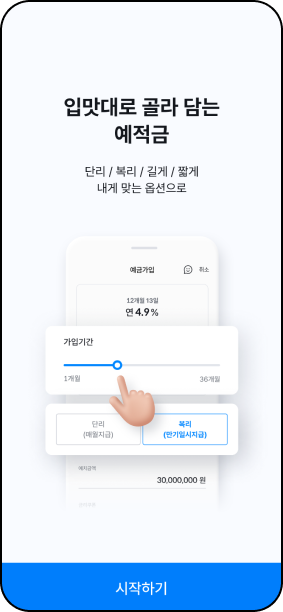 입맛대로 골라 담는
예적금
단리 / 복리 / 길게 / 짧게
내게 맞는 옵션으로
예금가입
취소
12개월 13일
연 4.9 %
가입기간
1개월
36개월
단리
(매월지급)
복리
(만기일시지급)
예치금액
30,000,000 원
시작하기